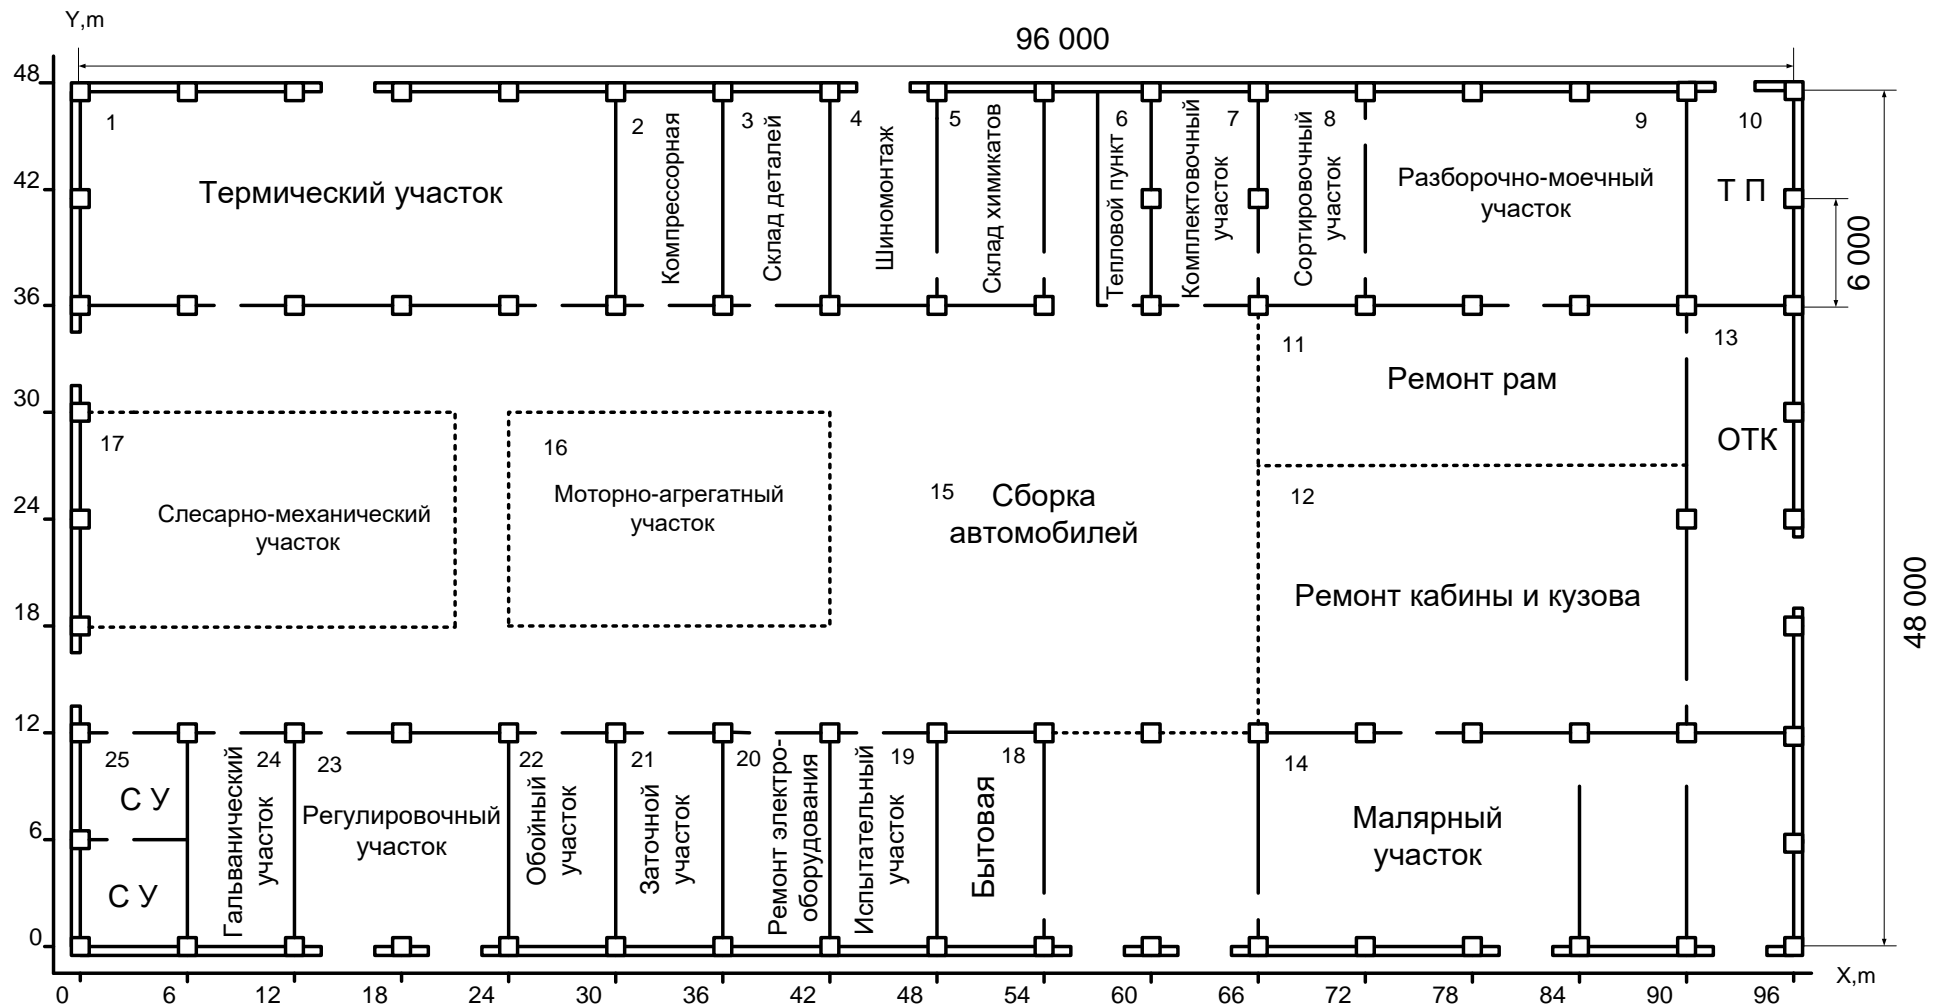 Y,m
96 000
48
1
2
3
4
5
6
7
8
9
10
Термический участок
Компрессорная
Склад деталей
Шиномонтаж
Склад химикатов
Тепловой пункт
Комплектовочный
участок
Сортировочный
участок
Разборочно-моечный
участок
Т П
42
6 000
36
11
13
Ремонт рам
30
17
16
ОТК
Моторно-агрегатный
участок
15
Сборка
автомобилей
12
24
Слесарно-механический
участок
Ремонт кабины и кузова
48 000
18
12
25
24
23
22
21
20
19
18
14
С У
Гальванический
участок
Регулировочный
участок
Обойный
участок
Заточной
участок
Ремонт электро-
оборудования
Испытательный
участок
Бытовая
Малярный
участок
6
С У
0
X,m
0
6
12
18
24
30
36
42
48
54
60
66
72
78
84
90
96